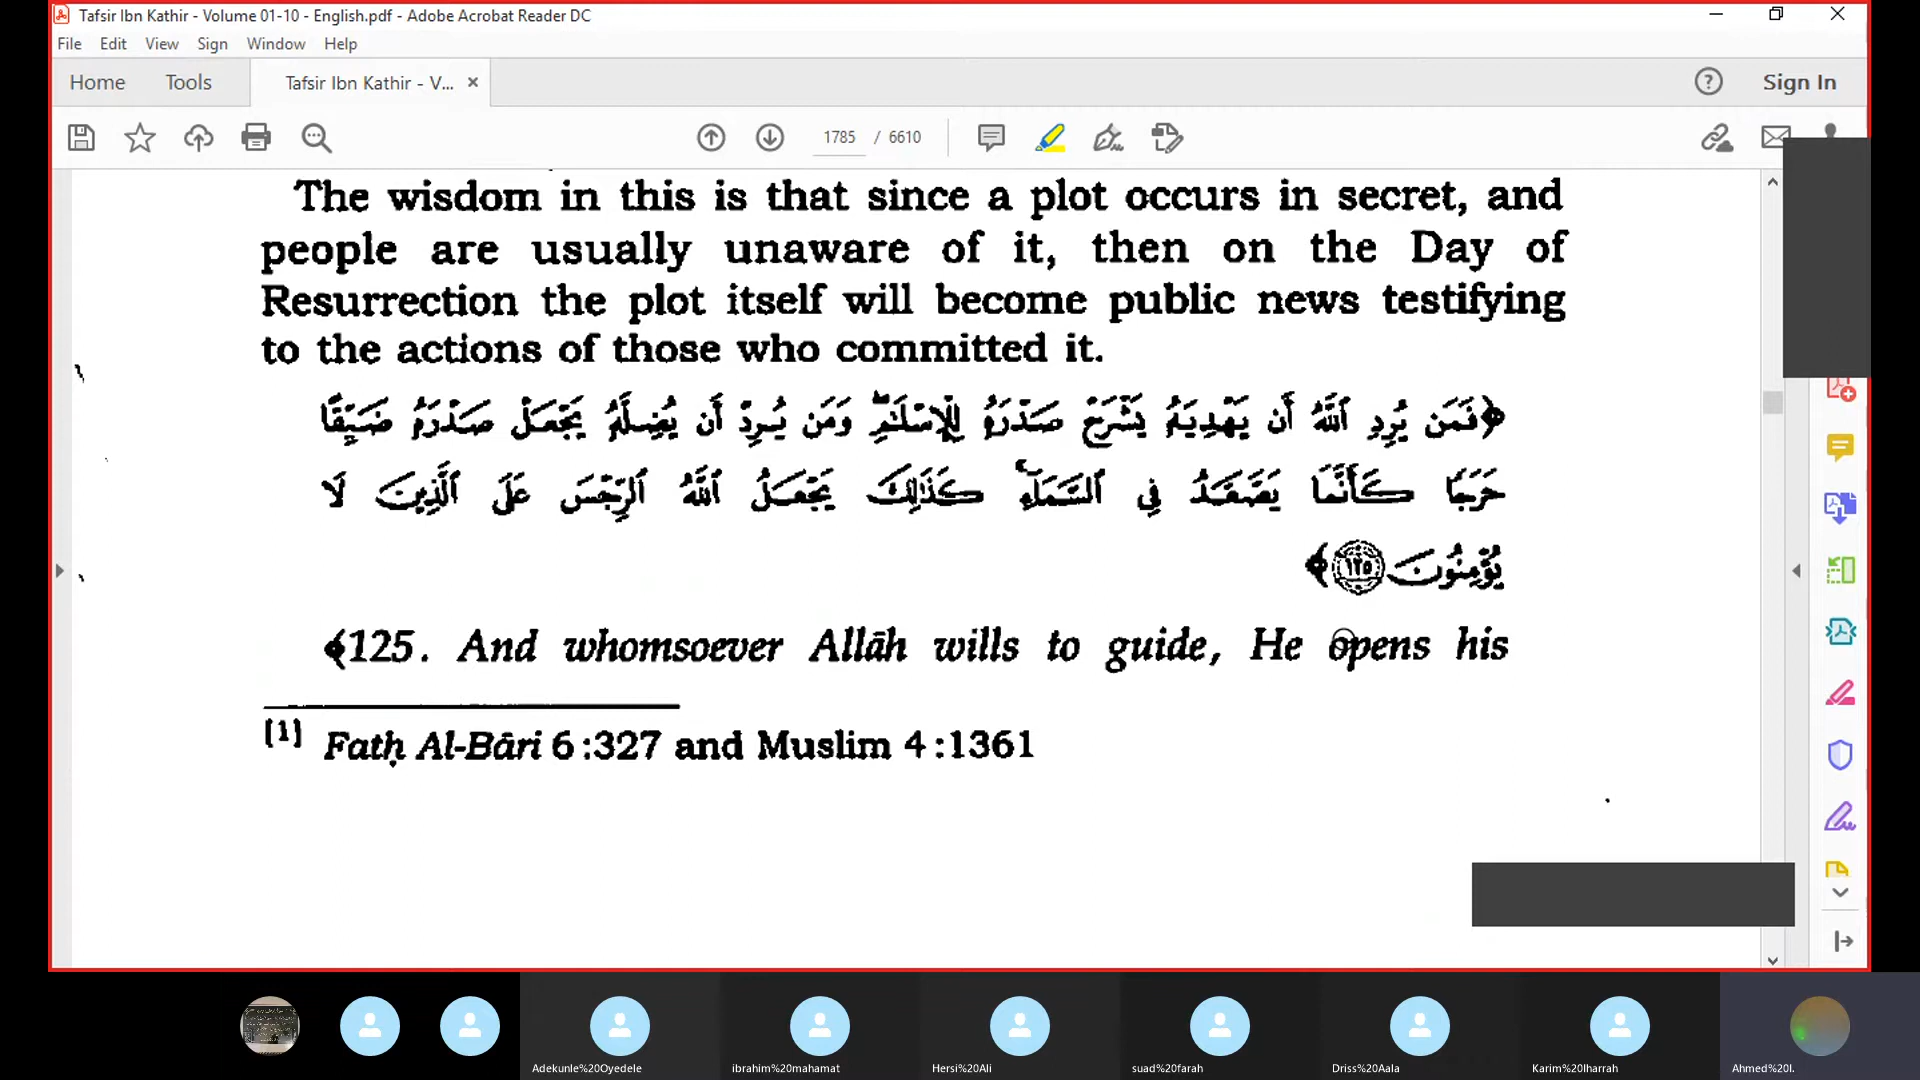 Tafsir Ibn Kathir - Volume 01-10 - English.pdf - Adobe Acrobat Reader DC
File Edit View Sign Window Help
Home Tools Tafsir Ibn Kathir - V... Sign In
1785 / 6610
The wisdom in this is that since a plot occurs in secret, and
people are usually unaware of it, then on the Day of
Resurrection the plot itself will become public news testifying
to the actions of those who committed it.
﴿فَمَن يُرِدِ ٱللَّهُ أَن يَهْدِيَهُۥ يَشْرَحْ صَدْرَهُۥ لِلْإِسْلَٰمِ ۖ وَمَن يُرِدْ أَن يُضِلَّهُۥ يَجْعَلْ صَدْرَهُۥ ضَيِّقًا
حَرَجًا كَأَنَّمَا يَصَّعَّدُ فِى ٱلسَّمَآءِ ۚ كَذَٰلِكَ يَجْعَلُ ٱللَّهُ ٱلرِّجْسَ عَلَى ٱلَّذِينَ لَا
يُؤْمِنُونَ ١٢٥﴾
﴿125. And whomsoever Allāh wills to guide, He opens his
[1] Fatḥ Al-Bāri 6:327 and Muslim 4:1361
Adekunle%20Oyedele ibrahim%20mahamat Hersi%20Ali suad%20farah Driss%20Aala Karim%20Iharrah Ahmed%20I.